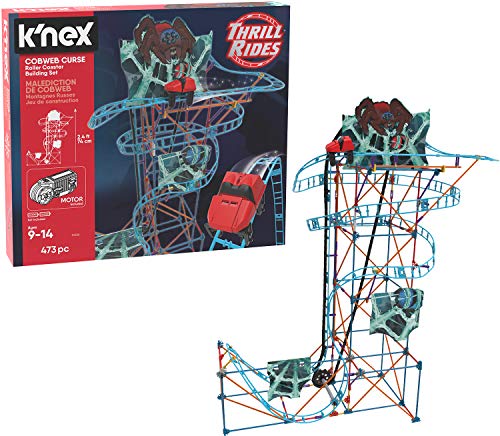 k'nex
COBWEB CURSE
Roller Coaster
Building Set
MALEDICTION
DE COBWEB
Montagnes Russes
Jeu de construction
THRILL
RIDES
2,4 ft
74 cm
MOTOR
Ages
9-14
473 pc